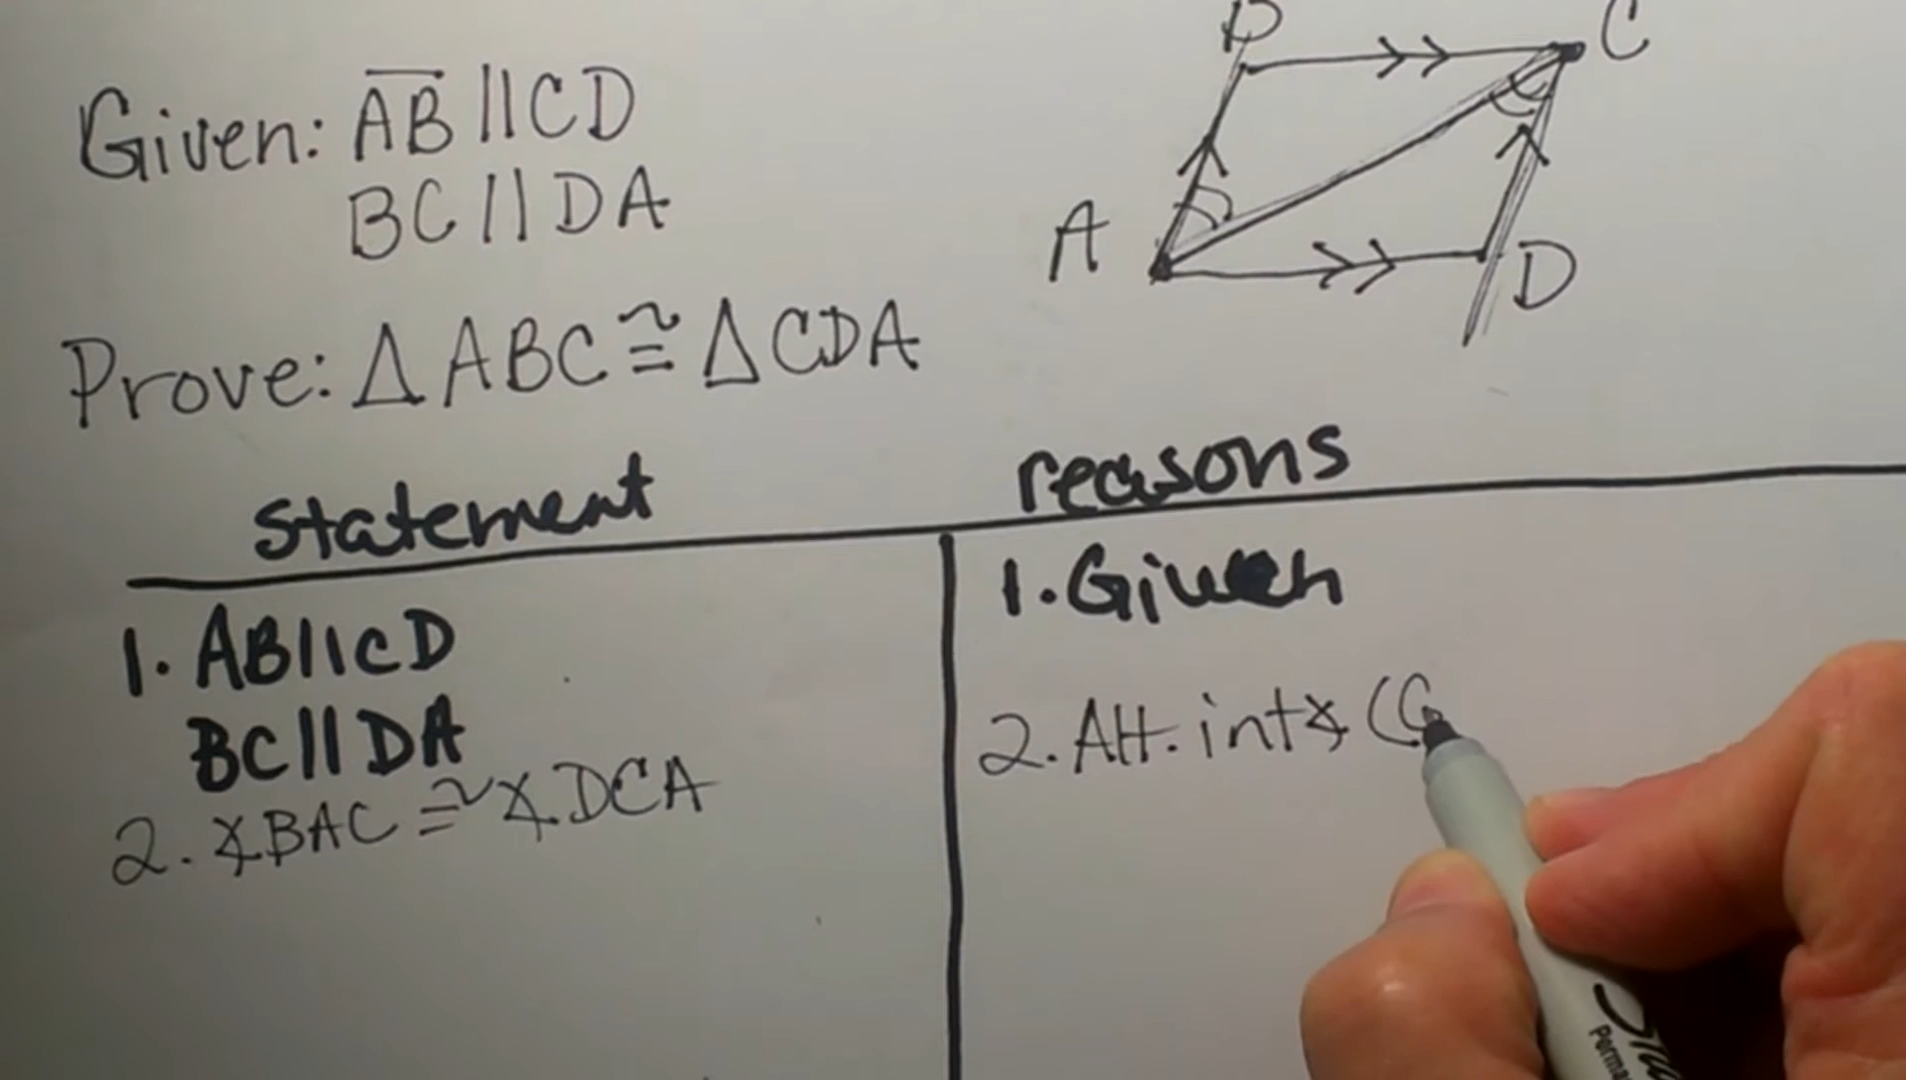 Given: AB || CD
BC // DA
Prove: △ABC ≅ △CDA
B
C
A
D
statement
reasons
1. AB || CD
BC || DA
1. Given
2. ∡BAC ≅ ∡DCA
2. Alt. int ∡ (C
Perma